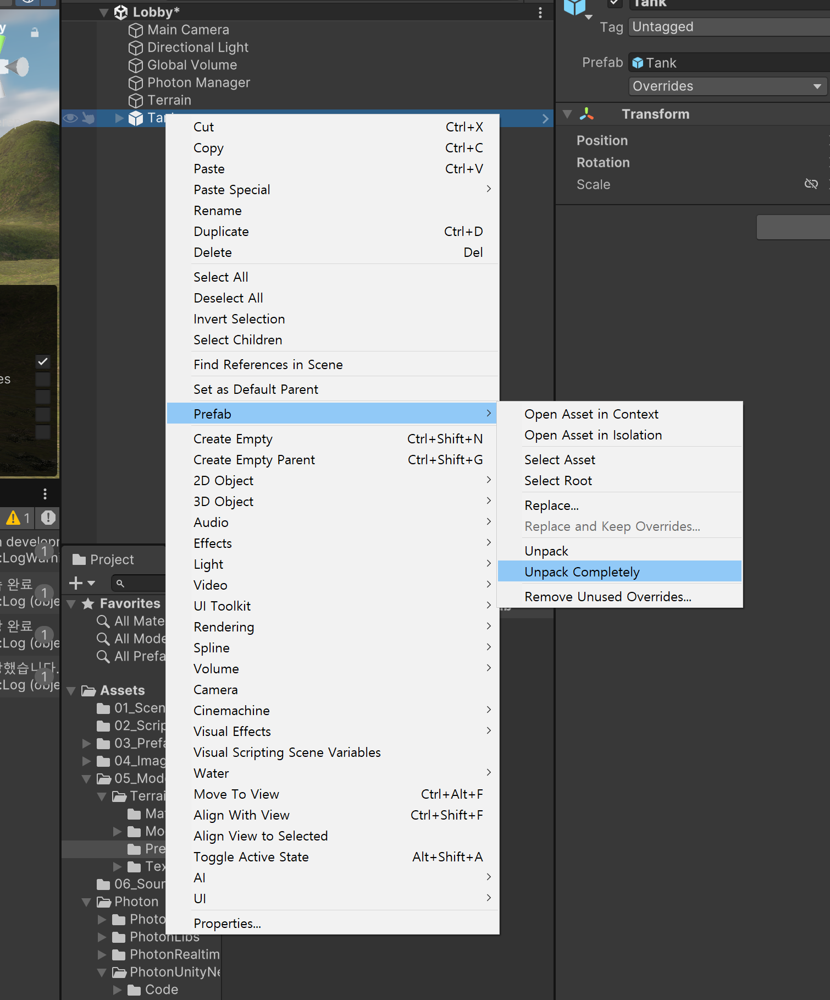 Lobby*
Main Camera
Directional Light
Global Volume
Photon Manager
Terrain
Cut Ctrl+X
Copy Ctrl+C
Paste Ctrl+V
Paste Special
Rename
Duplicate Ctrl+D
Delete Del
Select All
Deselect All
Invert Selection
Select Children
Find References in Scene
Set as Default Parent
Prefab
Create Empty Ctrl+Shift+N
Create Empty Parent Ctrl+Shift+G
2D Object
3D Object
Audio
Effects
Light
Video
UI Toolkit
Rendering
Spline
Volume
Camera
Cinemachine
Visual Effects
Visual Scripting Scene Variables
Water
Move To View Ctrl+Alt+F
Align With View Ctrl+Shift+F
Align View to Selected
Toggle Active State Alt+Shift+A
AI
UI
Properties...
Open Asset in Context
Open Asset in Isolation
Select Asset
Select Root
Replace...
Replace and Keep Overrides...
Unpack
Unpack Completely
Remove Unused Overrides...
Tank
Tag Untagged
Prefab Tank
Overrides
Transform
Position
Rotation
Scale
1
developm
1
완료
1
:Log (obje
완료
1
:Log (obje
했습니다.
1
:Log (obje
Project
Favorites
All Mate
All Mode
All Prefa
Assets
01_Scen
02_Scrip
03_Prefa
04_Imag
05_Mod
Terrai
Ma
Mo
Pre
Tex
06_Sour
Photon
Photo
PhotonLibs
PhotonRealtim
PhotonUnityNe
Code